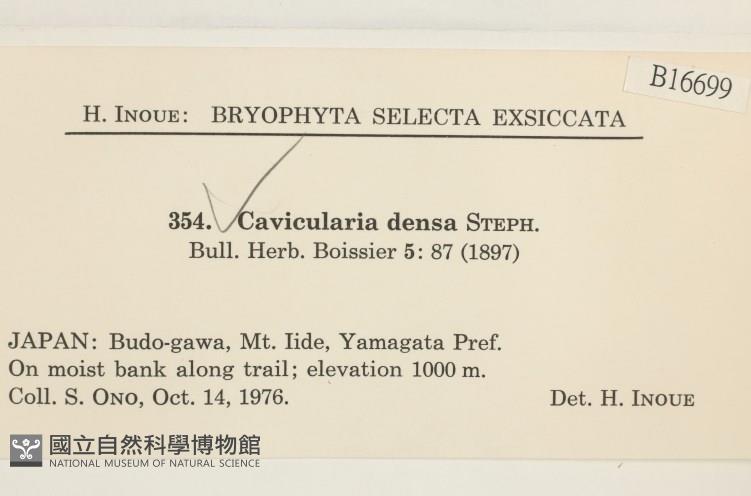 B16699
H. INOUE: BRYOPHYTA SELECTA EXSICCATA
354. Cavicularia densa STEPH.
Bull. Herb. Boissier 5: 87 (1897)
JAPAN: Budo-gawa, Mt. Iide, Yamagata Pref.
On moist bank along trail; elevation 1000 m.
Coll. S. ONO, Oct. 14, 1976.
Det. H. INOUE
國立自然科學博物館
NATIONAL MUSEUM OF NATURAL SCIENCE